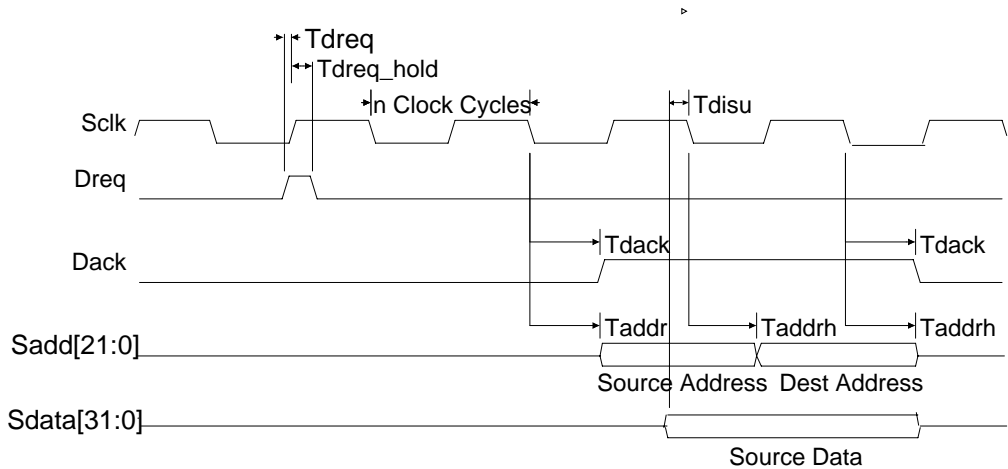 Tdreq
Tdreq_hold
n Clock Cycles
Tdisu
Sclk
Dreq
Tdack
Tdack
Dack
Taddr
Taddrh
Taddrh
Sadd[21:0]
Source Address
Dest Address
Sdata[31:0]
Source Data